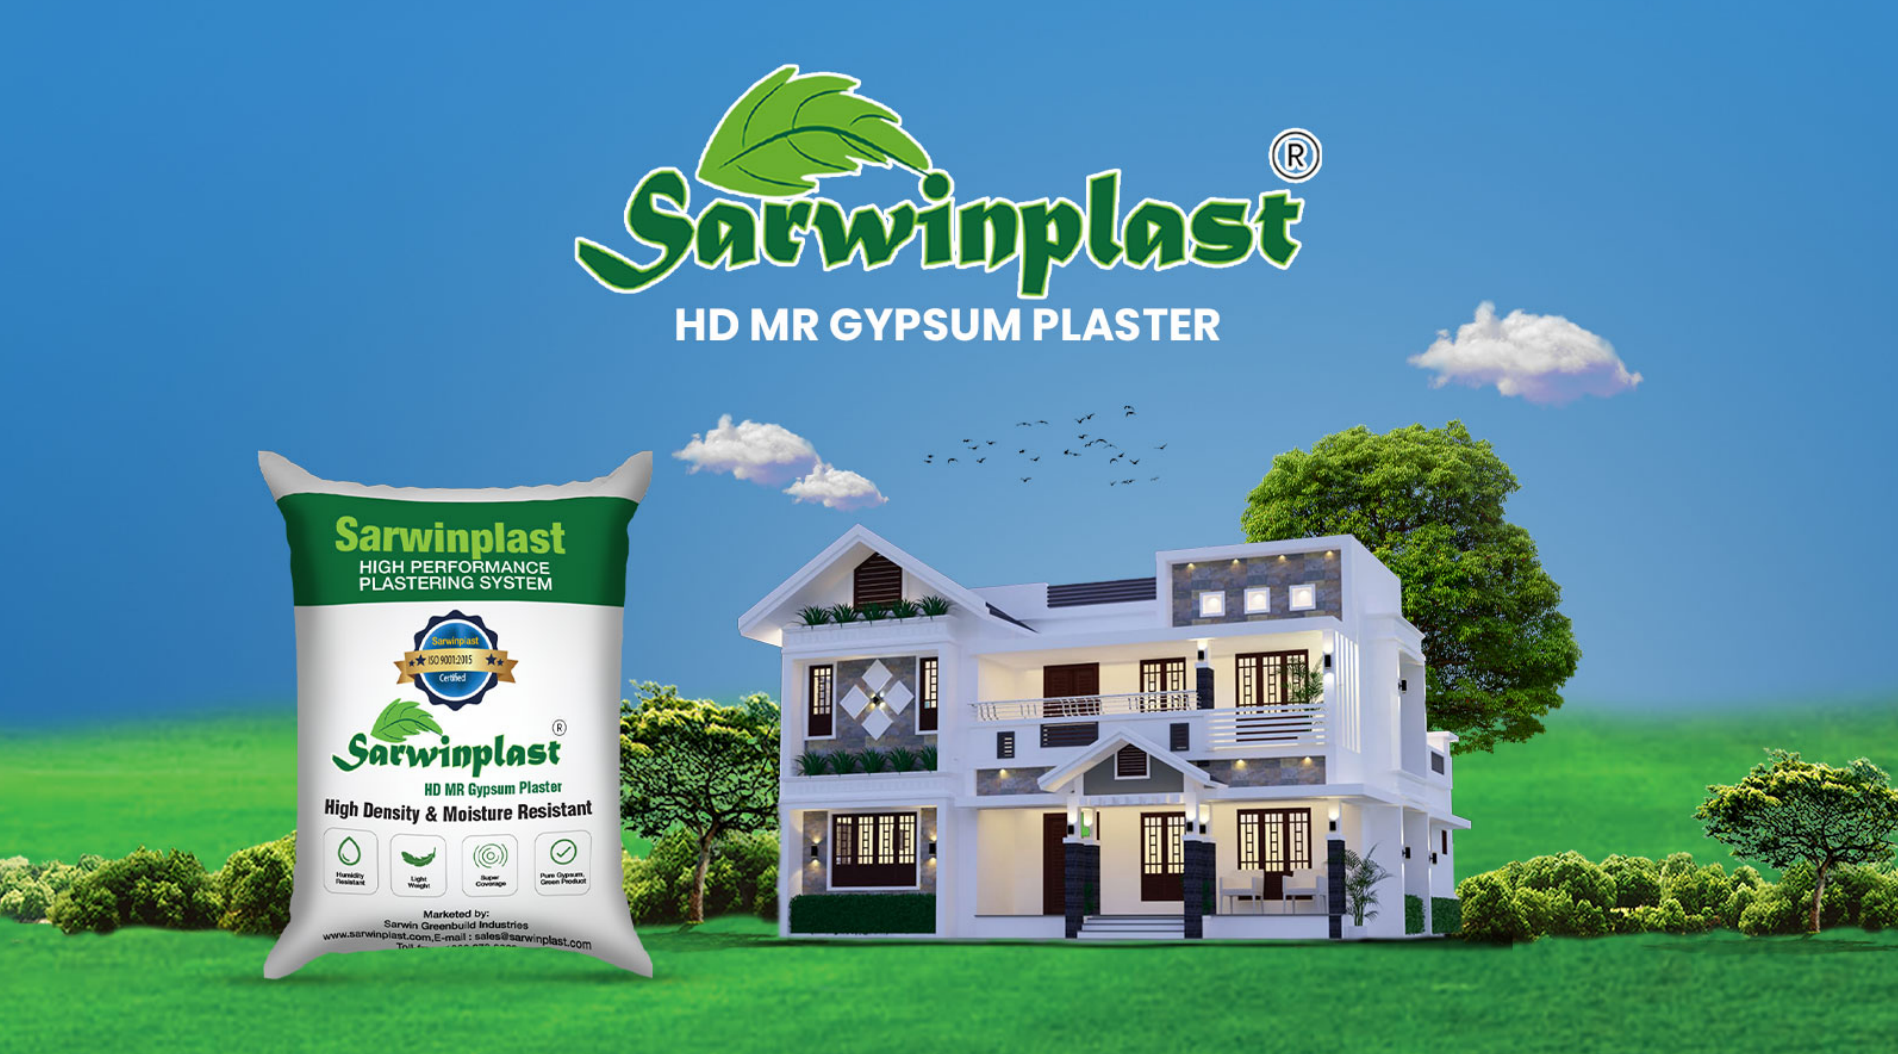 Sarwinplast ®
HD MR GYPSUM PLASTER
Sarwinplast
HIGH PERFORMANCE
PLASTERING SYSTEM
Sarwinplast
ISO 9001:2015
Certified
Sarwinplast ®
HD MR Gypsum Plaster
High Density & Moisture Resistant
Humidity
Resistant
Light
Weight
Super
Coverage
Pure Gypsum,
Green Product
Marketed by:
Sarwin Greenbuild Industries
www.sarwinplast.com,E-mail : sales@sarwinplast.com